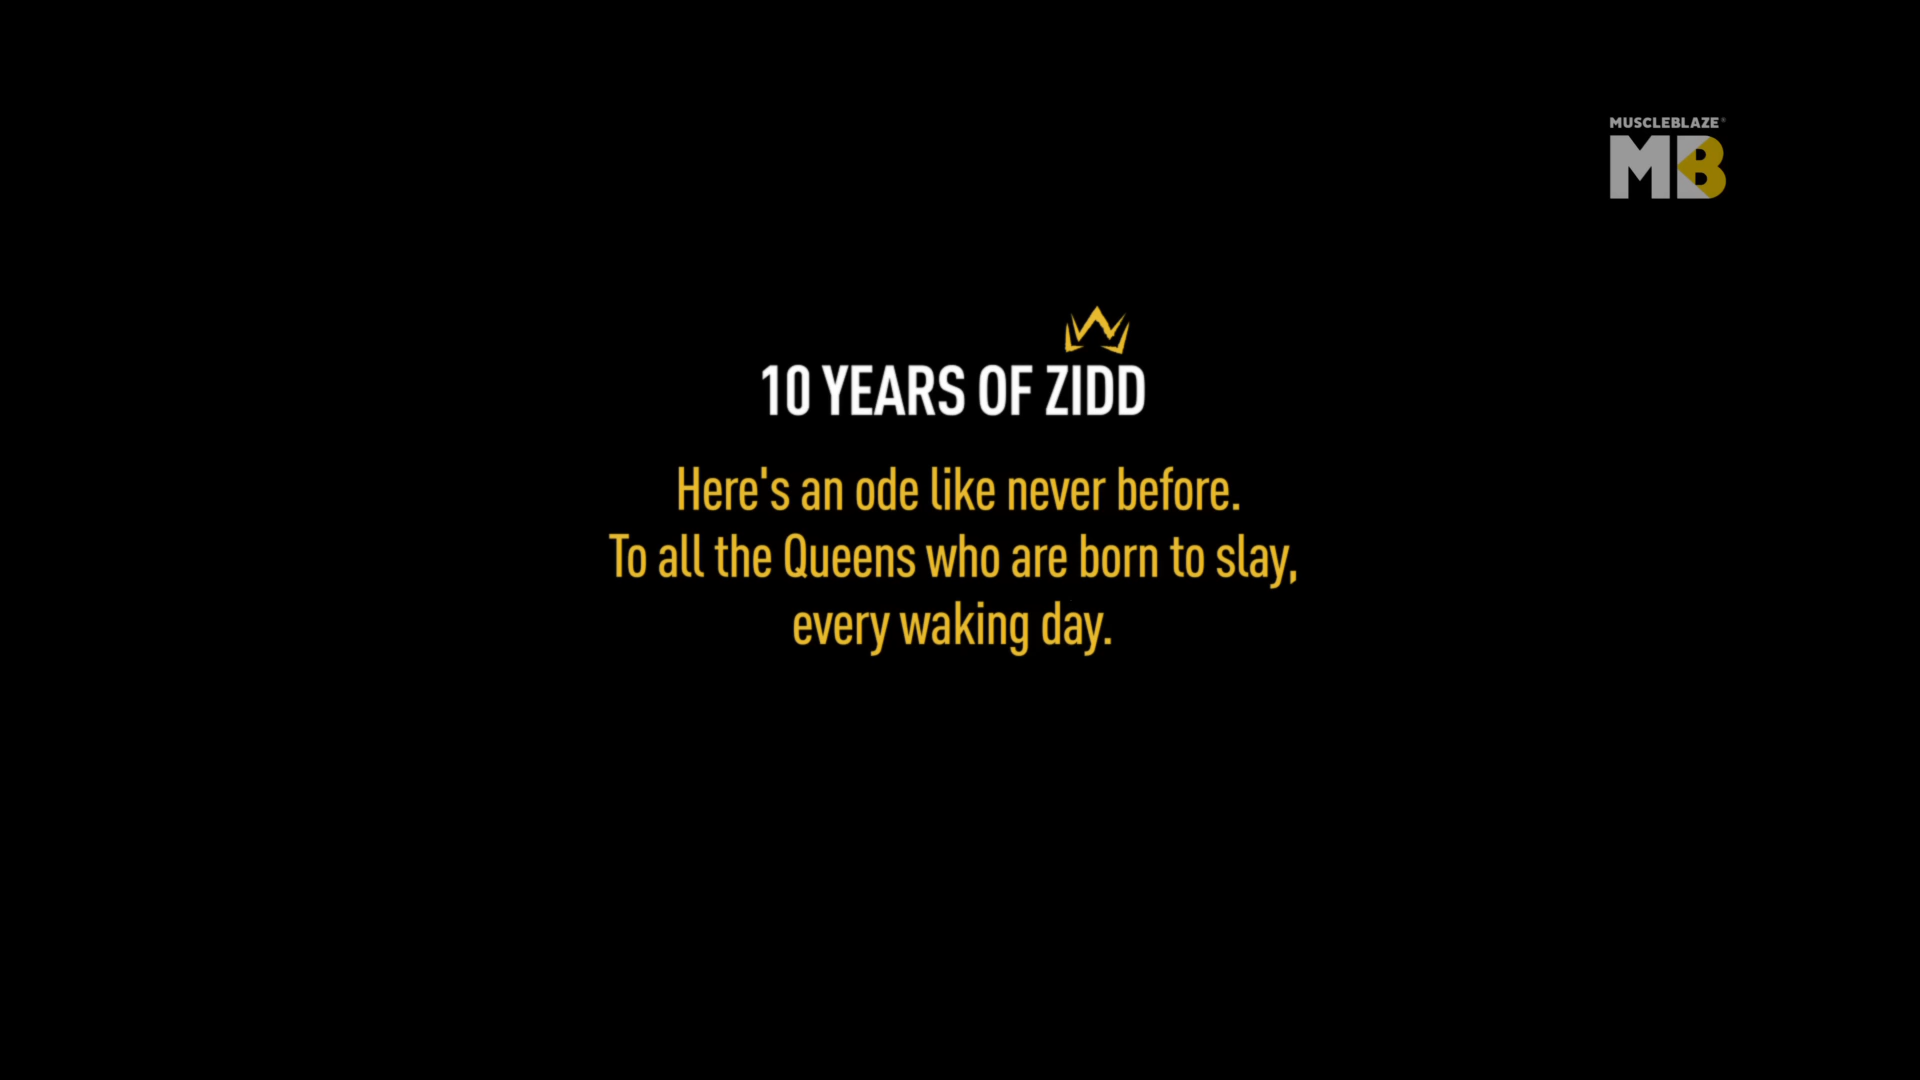 MUSCLEBLAZE®
MB
10 YEARS OF ZIDD
Here's an ode like never before.
To all the Queens who are born to slay,
every waking day.